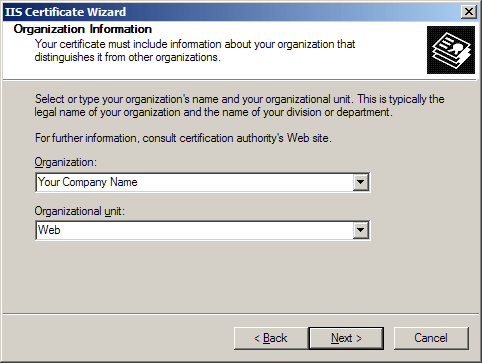 IIS Certificate Wizard
Organization Information
Your certificate must include information about your organization that
distinguishes it from other organizations.
Select or type your organization's name and your organizational unit. This is typically the
legal name of your organization and the name of your division or department.
For further information, consult certification authority's Web site.
Organization:
Your Company Name
Organizational unit:
Web
< Back
Next >
Cancel